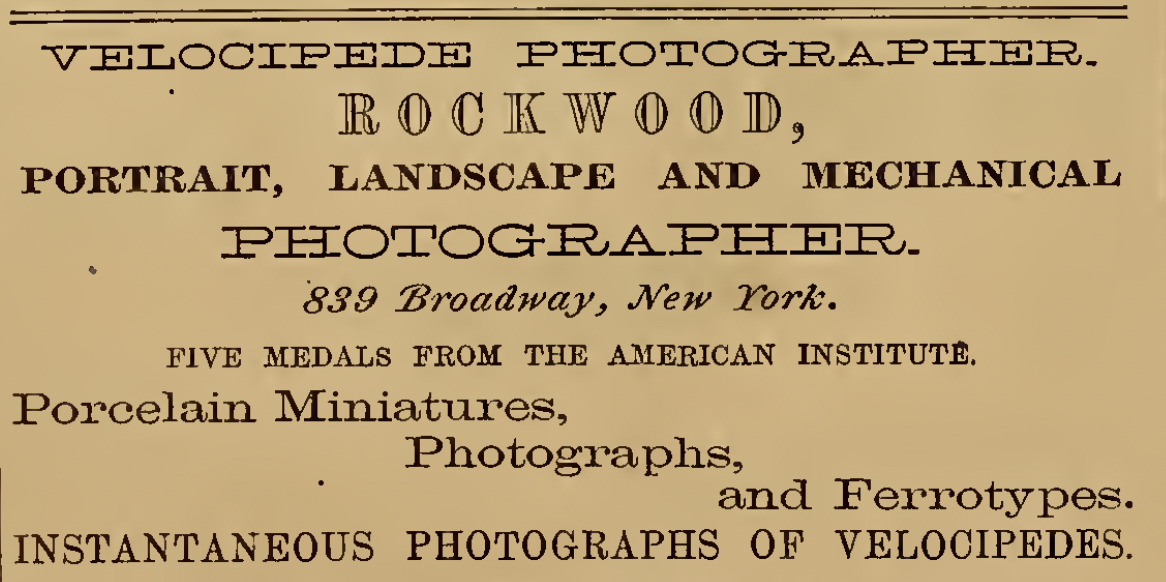 VELOCIPEDE PHOTOGRAPHER.
ROCKWOOD,
PORTRAIT, LANDSCAPE AND MECHANICAL
PHOTOGRAPHER.
839 Broadway, New York.
FIVE MEDALS FROM THE AMERICAN INSTITUTE.
Porcelain Miniatures,
Photographs,
and Ferrotypes.
INSTANTANEOUS PHOTOGRAPHS OF VELOCIPEDES.